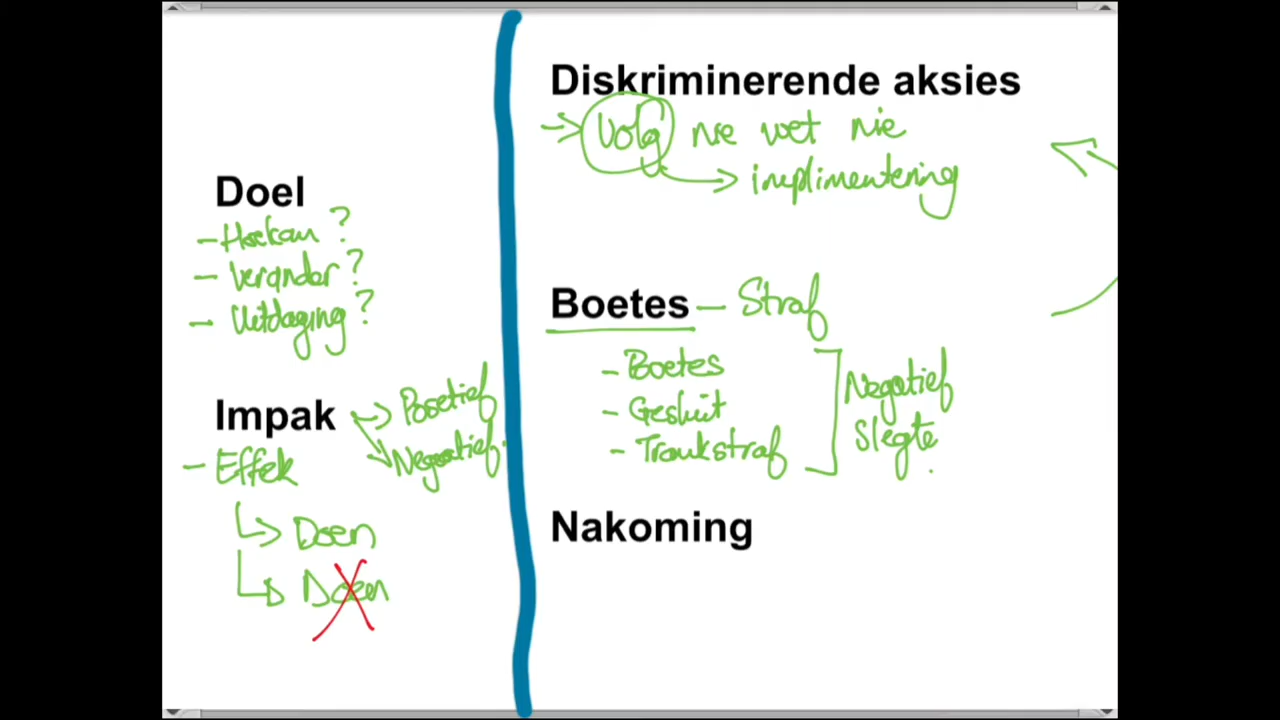 Doel
- Hoekom?
- Verander?
- Uitdaging?
Impak
→ Posetief
→ Negatief
- Effek
→ Doen
→ Doen
Diskriminerende aksies
→ Volg nie wet nie
→ implimentering
Boetes - Straf
- Boetes
- Gesluit
- Tronkstraf
Negatief
Slegte
Nakoming